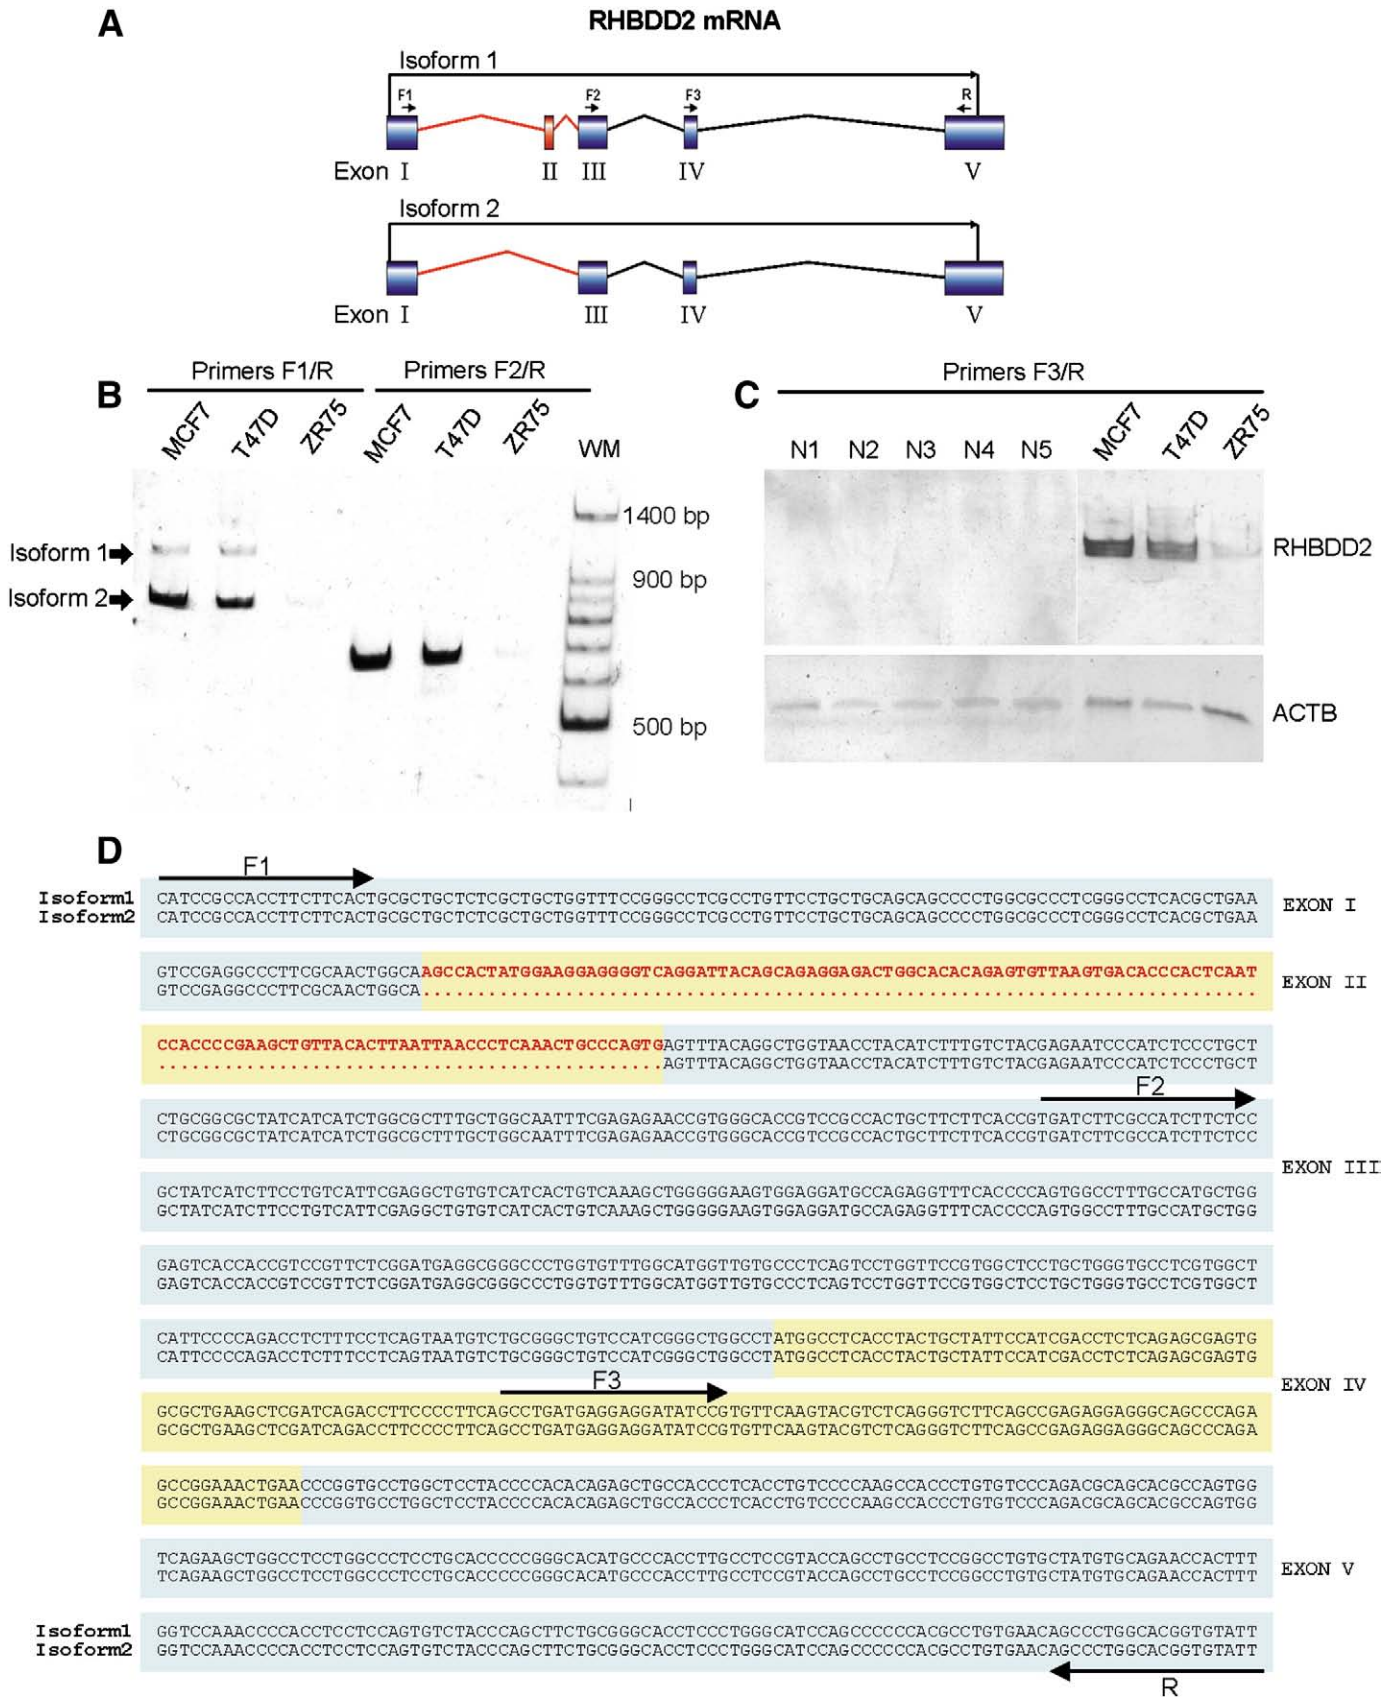 A
RHBDD2 mRNA
Isoform 1
F1 F2 F3 R
Exon I II III IV V
Isoform 2
Exon I III IV V
B
Primers F1/R Primers F2/R
MCF7 T47D ZR75 MCF7 T47D ZR75 WM
Isoform 1
Isoform 2
1400 bp
900 bp
500 bp
C
Primers F3/R
N1 N2 N3 N4 N5 MCF7 T47D ZR75
RHBDD2
ACTB
D
F1
Isoform1 CATCCGCCACCTTCTTCACTGCGCTGCTCTCGCTGCTGGTTTCCGGGCCTCGCCTGTTCCTGCTGCAGCAGCCCCTGGCGCCCTCGGGCCTCACGCTGAA
Isoform2 CATCCGCCACCTTCTTCACTGCGCTGCTCTCGCTGCTGGTTTCCGGGCCTCGCCTGTTCCTGCTGCAGCAGCCCCTGGCGCCCTCGGGCCTCACGCTGAA
EXON I
GTCCGAGGCCCTTCGCAACTGGCAAGCCACTATGGAAGGAGGGGTCAGGATTACAGCAGAGGAGACTGGCACACAGAGTGTTAAGTGACACCCACTCAAT
GTCCGAGGCCCTTCGCAACTGGCA............................................................................
EXON II
CCACCCCGAAGCTGTTACACTTAATTAACCCTCAAACTGCCCAGTGAGTTTACAGGCTGGTAACCTACATCTTTGTCTACGAGAATCCCATCTCCCTGCT
..............................................AGTTTACAGGCTGGTAACCTACATCTTTGTCTACGAGAATCCCATCTCCCTGCT
F2
CTGCGGCGCTATCATCATCTGGCGCTTTGCTGGCAATTTCGAGAGAACCGTGGGCACCGTCCGCCACTGCTTCTTCACCGTGATCTTCGCCATCTTCTCC
CTGCGGCGCTATCATCATCTGGCGCTTTGCTGGCAATTTCGAGAGAACCGTGGGCACCGTCCGCCACTGCTTCTTCACCGTGATCTTCGCCATCTTCTCC
EXON III
GCTATCATCTTCCTGTCATTCGAGGCTGTGTCATCACTGTCAAAGCTGGGGGAAGTGGAGGATGCCAGAGGTTTCACCCCAGTGGCCTTTGCCATGCTGG
GCTATCATCTTCCTGTCATTCGAGGCTGTGTCATCACTGTCAAAGCTGGGGGAAGTGGAGGATGCCAGAGGTTTCACCCCAGTGGCCTTTGCCATGCTGG
GAGTCACCACCGTCCGTTCTCGGATGAGGCGGGCCCTGGTGTTTGGCATGGTTGTGCCCTCAGTCCTGGTTCCGTGGCTCCTGCTGGGTGCCTCGTGGCT
GAGTCACCACCGTCCGTTCTCGGATGAGGCGGGCCCTGGTGTTTGGCATGGTTGTGCCCTCAGTCCTGGTTCCGTGGCTCCTGCTGGGTGCCTCGTGGCT
CATTCCCCAGACCTCTTTCCTCAGTAATGTCTGCGGGCTGTCCATCGGGCTGGCCTATGGCCTCACCTACTGCTATTCCATCGACCTCTCAGAGCGAGTG
CATTCCCCAGACCTCTTTCCTCAGTAATGTCTGCGGGCTGTCCATCGGGCTGGCCTATGGCCTCACCTACTGCTATTCCATCGACCTCTCAGAGCGAGTG
F3
EXON IV
GCGCTGAAGCTCGATCAGACCTTCCCCTTCAGCCTGATGAGGAGGATATCCGTGTTCAAGTACGTCTCAGGGTCTTCAGCCGAGAGGAGGGCAGCCCAGA
GCGCTGAAGCTCGATCAGACCTTCCCCTTCAGCCTGATGAGGAGGATATCCGTGTTCAAGTACGTCTCAGGGTCTTCAGCCGAGAGGAGGGCAGCCCAGA
GCCGGAAACTGAACCCGGTGCCTGGCTCCTACCCCACACAGAGCTGCCACCCTCACCTGTCCCCAAGCCACCCTGTGTCCCAGACGCAGCACGCCAGTGG
GCCGGAAACTGAACCCGGTGCCTGGCTCCTACCCCACACAGAGCTGCCACCCTCACCTGTCCCCAAGCCACCCTGTGTCCCAGACGCAGCACGCCAGTGG
TCAGAAGCTGGCCTCCTGGCCCTCCTGCACCCCCGGGCACATGCCCACCTTGCCTCCGTACCAGCCTGCCTCCGGCCTGTGCTATGTGCAGAACCACTTT
TCAGAAGCTGGCCTCCTGGCCCTCCTGCACCCCCGGGCACATGCCCACCTTGCCTCCGTACCAGCCTGCCTCCGGCCTGTGCTATGTGCAGAACCACTTT
EXON V
Isoform1 GGTCCAAACCCCACCTCCTCCAGTGTCTACCCAGCTTCTGCGGGCACCTCCCTGGGCATCCAGCCCCCCACGCCTGTGAACAGCCCTGGCACGGTGTATT
Isoform2 GGTCCAAACCCCACCTCCTCCAGTGTCTACCCAGCTTCTGCGGGCACCTCCCTGGGCATCCAGCCCCCCACGCCTGTGAACAGCCCTGGCACGGTGTATT
R